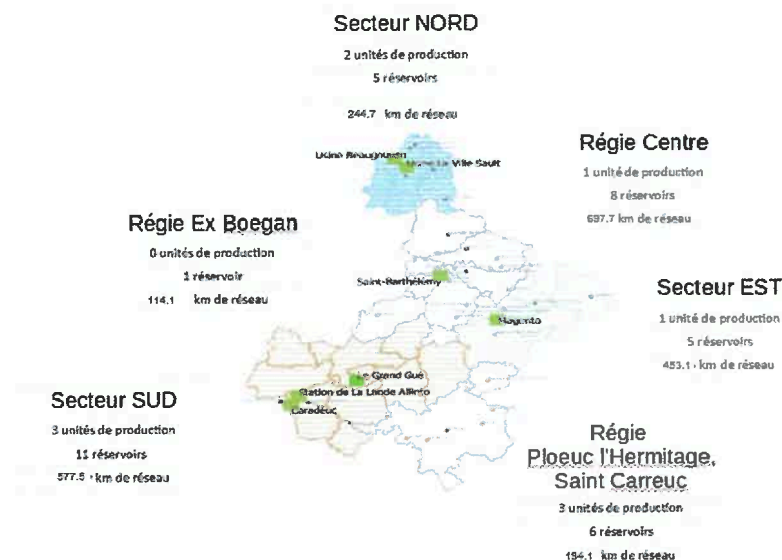 Secteur NORD
2 unités de production
5 réservoirs
244.7 km de réseau
Usine Beaugouyen
Usine La Ville Sault
Régie Centre
1 unité de production
8 réservoirs
697.7 km de réseau
Régie Ex Boegan
0 unités de production
1 réservoir
114.1 km de réseau
Saint-Barthélémy
Magenta
Secteur EST
1 unité de production
5 réservoirs
453.1 km de réseau
Le Grand Gué
Station de La Lande
Caradeuc
Secteur SUD
3 unités de production
11 réservoirs
577.5 km de réseau
Régie
Ploeuc l'Hermitage,
Saint Carreuc
3 unités de production
6 réservoirs
194.1 km de réseau